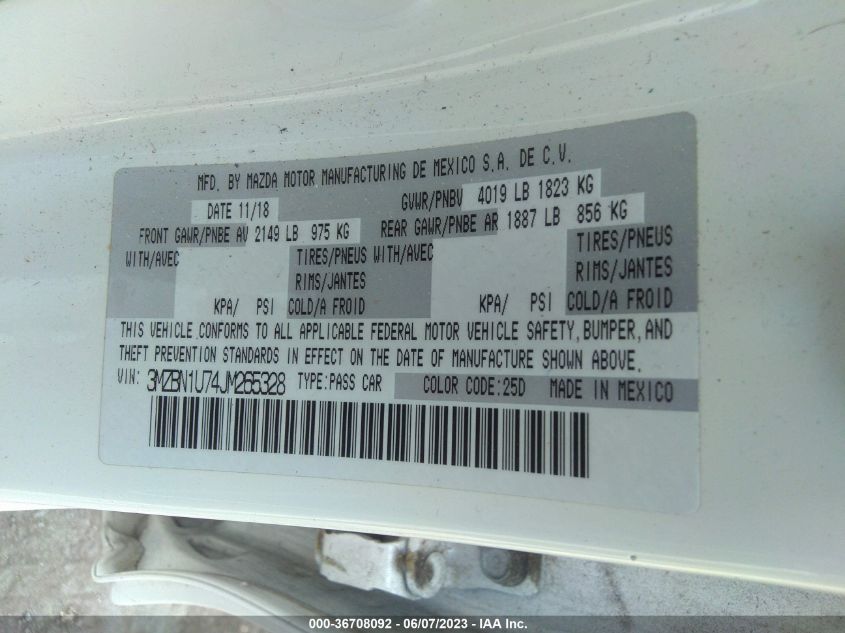 MFD. BY MAZDA MOTOR MANUFACTURING DE MEXICO S.A. DE C.V.
DATE 11/18 GVWR/PNBV 4019 LB 1823 KG
FRONT GAWR/PNBE AV 2149 LB 975 KG REAR GAWR/PNBE AR 1887 LB 856 KG
WITH/AVEC TIRES/PNEUS WITH/AVEC TIRES/PNEUS
RIMS/JANTES RIMS/JANTES
KPA/ PSI COLD/A FROID KPA/ PSI COLD/A FROID
THIS VEHICLE CONFORMS TO ALL APPLICABLE FEDERAL MOTOR VEHICLE SAFETY, BUMPER, AND
THEFT PREVENTION STANDARDS IN EFFECT ON THE DATE OF MANUFACTURE SHOWN ABOVE.
VIN: 3MZBN1U74JM265328 TYPE:PASS CAR COLOR CODE:25D MADE IN MEXICO
000-36708092 - 06/07/2023 - IAA Inc.